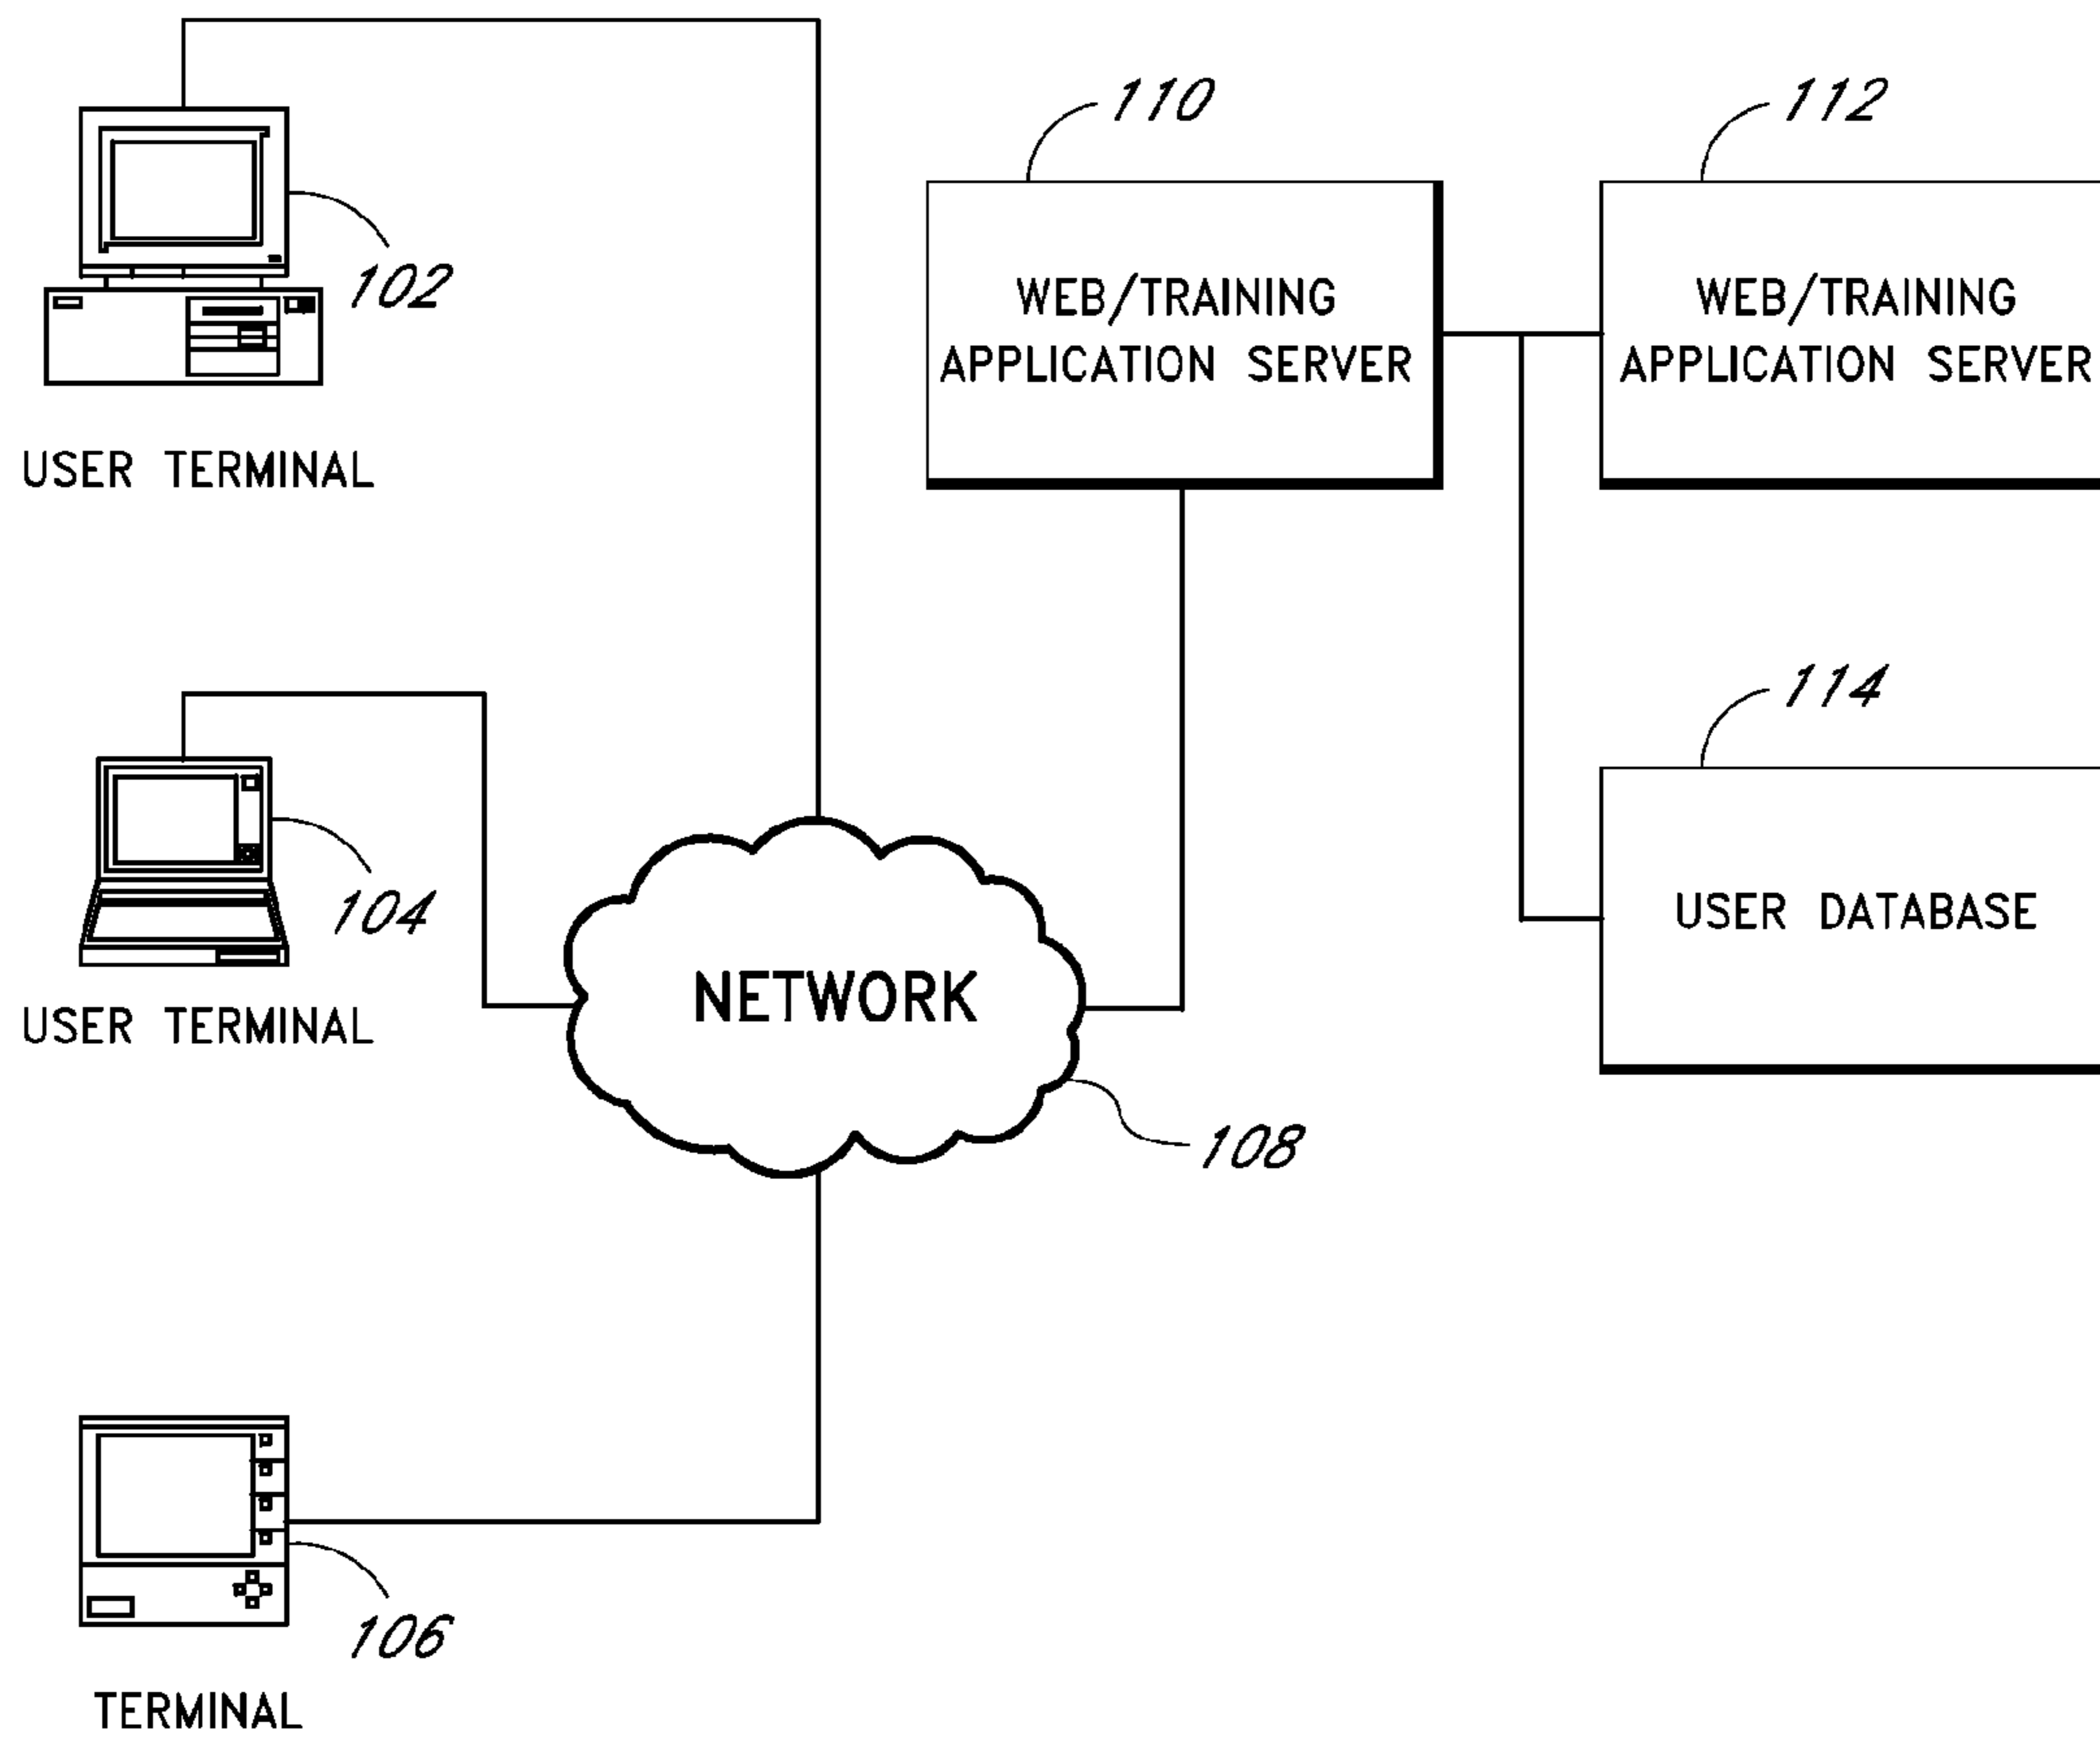 110
112
102
WEB/TRAINING
APPLICATION SERVER
WEB/TRAINING
APPLICATION SERVER
USER TERMINAL
114
104
USER DATABASE
NETWORK
USER TERMINAL
108
106
TERMINAL